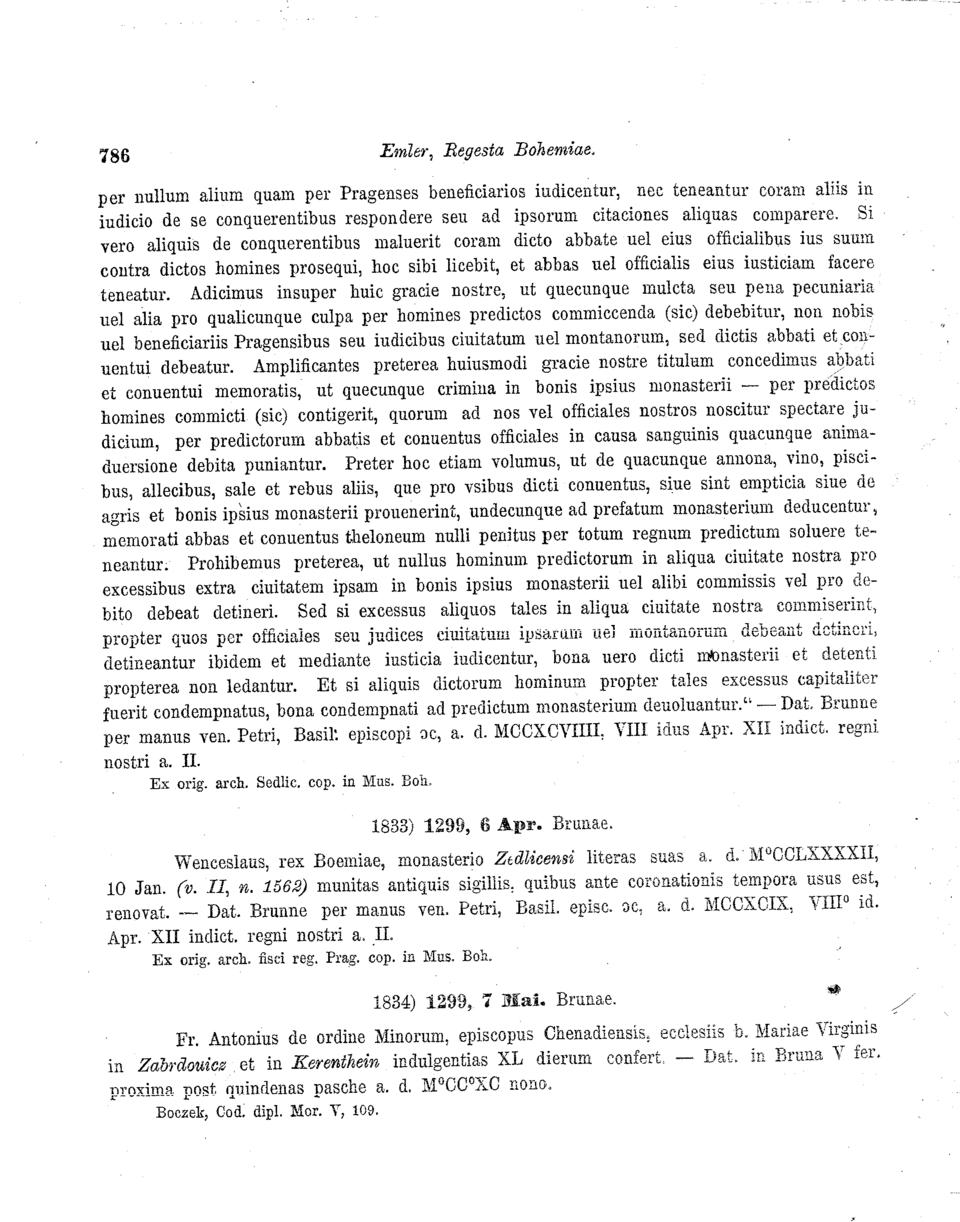 786 Emler, Regesta Bohemiae.
per nullum alium quam per Pragenses beneficiarios iudicentur, nec teneantur coram aliis in
iudicio de se conquerentibus respondere seu ad ipsorum citaciones aliquas comparere. Si
vero aliquis de conquerentibus maluerit coram dicto abbate uel eius officialibus ius suum
contra dictos homines prosequi, hoc sibi licebit, et abbas uel officialis eius iusticiam facere
teneatur. Adicimus insuper huic gracie nostre, ut quecunque mulcta seu pena pecuniaria
uel alia pro qualicunque culpa per homines predictos commiccenda (sic) debebitur, non nobis
uel beneficiariis Pragensibus seu iudicibus ciuitatum uel montanorum, sed dictis abbati et con-
uentui debeatur. Amplificantes preterea huiusmodi gracie nostre titulum concedimus abbati
et conuentui memoratis, ut quecunque crimina in bonis ipsius monasterii — per predictos
homines commicti (sic) contigerit, quorum ad nos vel officiales nostros noscitur spectare ju-
dicium, per predictorum abbatis et conuentus officiales in causa sanguinis quacunque anima-
duersione debita puniantur. Preter hoc etiam volumus, ut de quacunque annona, vino, pisci-
bus, allecibus, sale et rebus aliis, que pro vsibus dicti conuentus, siue sint empticia siue de
agris et bonis ipsius monasterii prouenerint, undecunque ad prefatum monasterium deducentur,
memorati abbas et conuentus theloneum nulli penitus per totum regnum predictum soluere te-
neantur. Prohibemus preterea, ut nullus hominum predictorum in aliqua ciuitate nostra pro
excessibus extra ciuitatem ipsam in bonis ipsius monasterii uel alibi commissis vel pro de-
bito debeat detineri. Sed si excessus aliquos tales in aliqua ciuitate nostra commiserint,
propter quos per officiales seu judices ciuitatum ipsarum uel montanorum debeant detineri,
detineantur ibidem et mediante iusticia iudicentur, bona uero dicti monasterii et detenti
propterea non ledantur. Et si aliquis dictorum hominum propter tales excessus capitaliter
fuerit condempnatus, bona condempnati ad predictum monasterium deuoluantur.“ — Dat. Brunne
per manus ven. Petri, Basil. episcopi ↄc, a. d. MCCXCVIIII, VIII idus Apr. XII indict. regni
nostri a. II.
Ex orig. arch. Sedlic. cop. in Mus. Boh.
1833) 1299, 6 Apr. Brunae.
Wenceslaus, rex Boemiae, monasterio Zedlicensi literas suas a. d. M⁰CCLXXXXII,
10 Jan. (v. II, n. 1562) munitas antiquis sigillis, quibus ante coronationis tempora usus est,
renovat. — Dat. Brunne per manus ven. Petri, Basil. episc. ↄc, a. d. MCCXCIX, VIII⁰ id.
Apr. XII indict. regni nostri a. II.
Ex orig. arch. fisci reg. Prag. cop. in Mus. Boh.
1834) 1299, 7 Mai. Brunae.
Fr. Antonius de ordine Minorum, episcopus Chenadiensis, ecclesiis b. Mariae Virginis
in Zabrdouicz et in Kerenthein indulgentias XL dierum confert. — Dat. in Bruna V fer.
proxima post quindenas pasche a. d. M⁰CC⁰XC nono.
Boczek, Cod. dipl. Mor. V, 109.